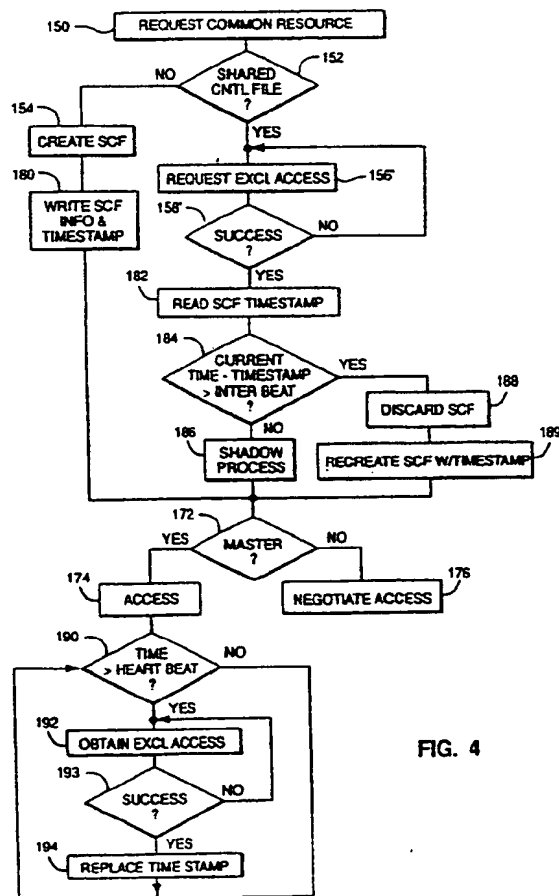 150
REQUEST COMMON RESOURCE
152
NO
SHARED
CNTL FILE
?
154
CREATE SCF
YES
180
REQUEST EXCL ACCESS
156'
WRITE SCF
INFO &
TIMESTAMP
158'
SUCCESS
?
NO
YES
182
READ SCF TIMESTAMP
184
CURRENT
TIME - TIMESTAMP
> INTER BEAT
?
YES
188
DISCARD SCF
NO
186
SHADOW
PROCESS
189
RECREATE SCF W/TIMESTAMP
172
YES
MASTER
?
NO
174
ACCESS
176
NEGOTIATE ACCESS
190
TIME
> HEART BEAT
?
NO
YES
192
OBTAIN EXCL ACCESS
193
SUCCESS
?
NO
YES
194
REPLACE TIME STAMP
FIG. 4